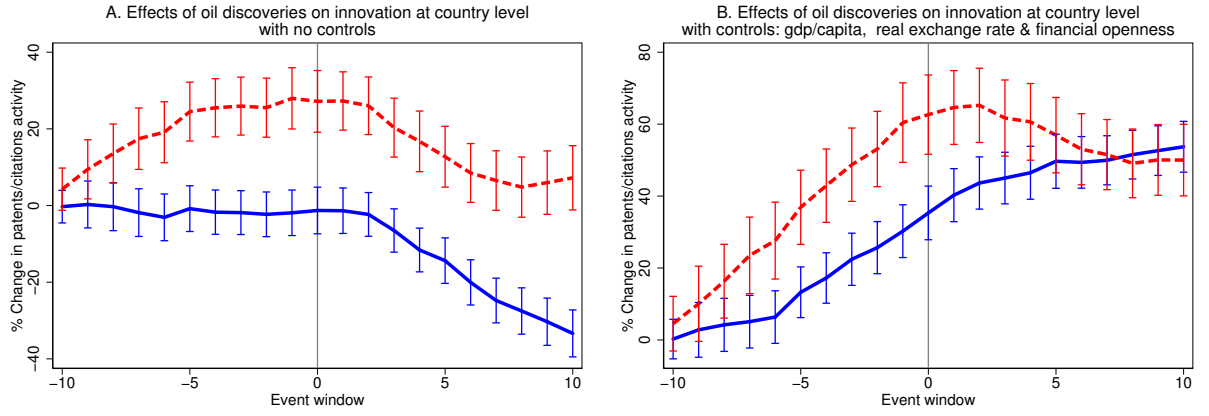 A. Effects of oil discoveries on innovation at country level
with no controls
% Change in patents/citations activity
40
20
0
−20
−40
−10
−5
0
5
10
Event window
B. Effects of oil discoveries on innovation at country level
with controls: gdp/capita, real exchange rate & financial openness
% Change in patents/citations activity
80
60
40
20
0
−10
−5
0
5
10
Event window